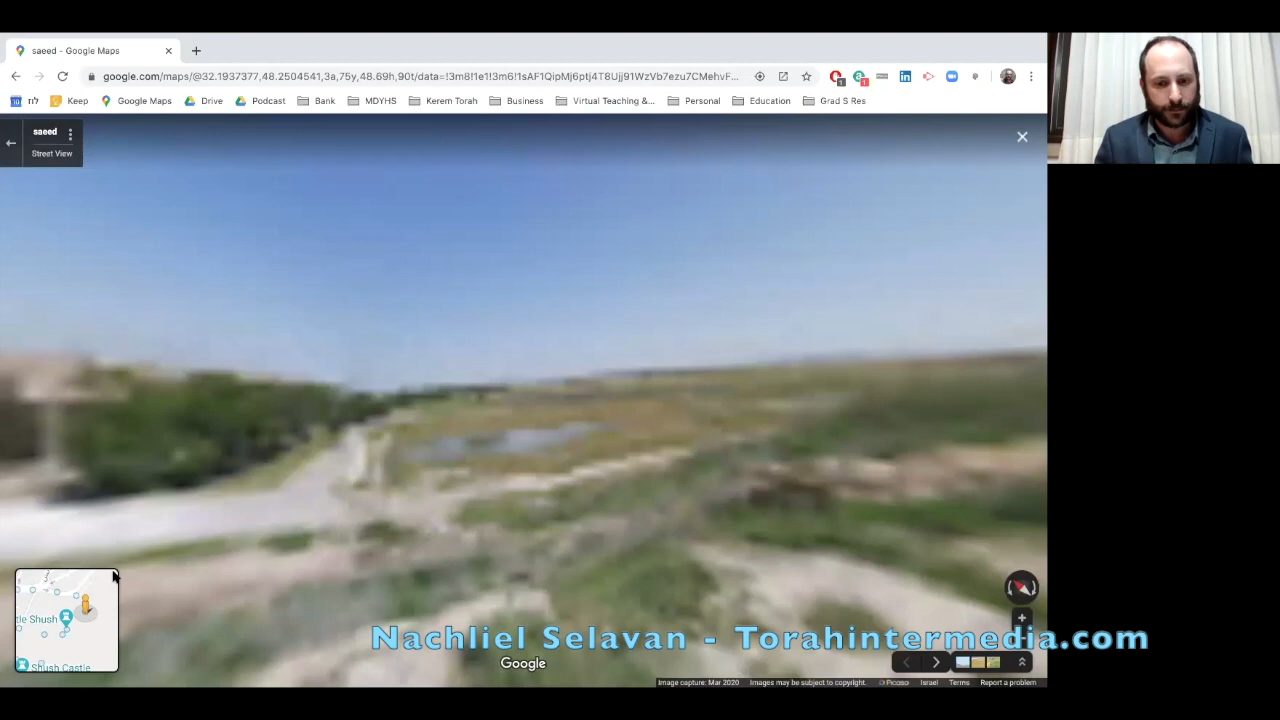 saeed - Google Maps
google.com/maps/@32.1937377,48.2504541,3a,75y,48.69h,90t/data=!3m8!1e1!3m6!1sAF1QipMj6ptj4T8Ujj91WzVb7ezu7CMehvF...
לוח Keep Google Maps Drive Podcast Bank MDYHS Kerem Torah Business Virtual Teaching &... Personal Education Grad S Res
saeed
Street View
tle Shush
Shush Castle
Nachliel Selavan - Torahintermedia.com
Google
Image capture: Mar 2020 Images may be subject to copyright. Picaso Israel Terms Report a problem